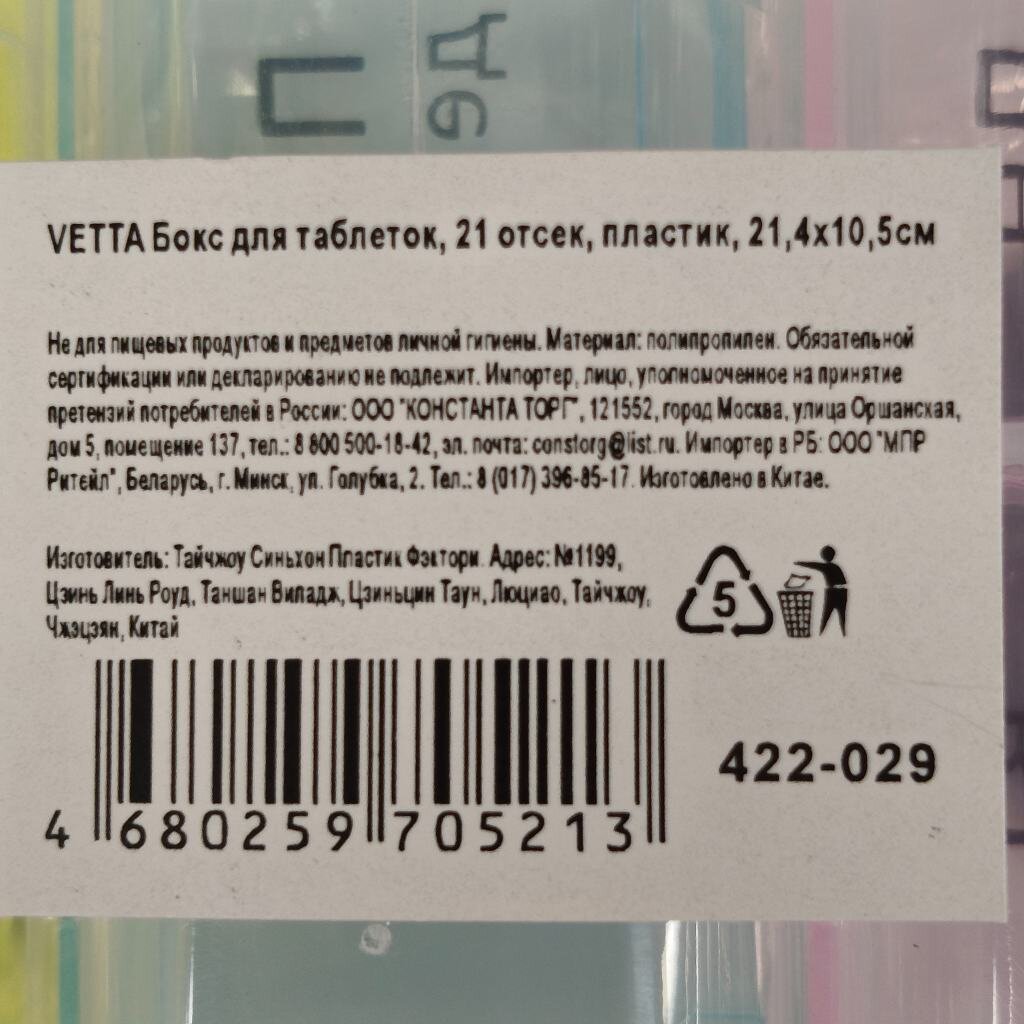 П
ЭД
VETTA Бокс для таблеток, 21 отсек, пластик, 21,4х10,5см
Не для пищевых продуктов и предметов личной гигиены. Материал: полипропилен. Обязательной
сертификации или декларированию не подлежит. Импортер, лицо, уполномоченное на принятие
претензий потребителей в России: ООО "КОНСТАНТА ТОРГ", 121552, город Москва, улица Оршанская,
дом 5, помещение 137, тел.: 8 800 500-18-42, эл. почта: constorg@list.ru. Импортер в РБ: ООО "МПР
Ритейл", Беларусь, г. Минск, ул. Голубка, 2. Тел.: 8 (017) 396-85-17. Изготовлено в Китае.
Изготовитель: Тайчжоу Синьхон Пластик Фэктори. Адрес: №1199,
Цзинь Линь Роуд, Таншан Виладж, Цзиньцин Таун, Люцяо, Тайчжоу,
Чжэцзян, Китай
5
422-029
4 680259 705213